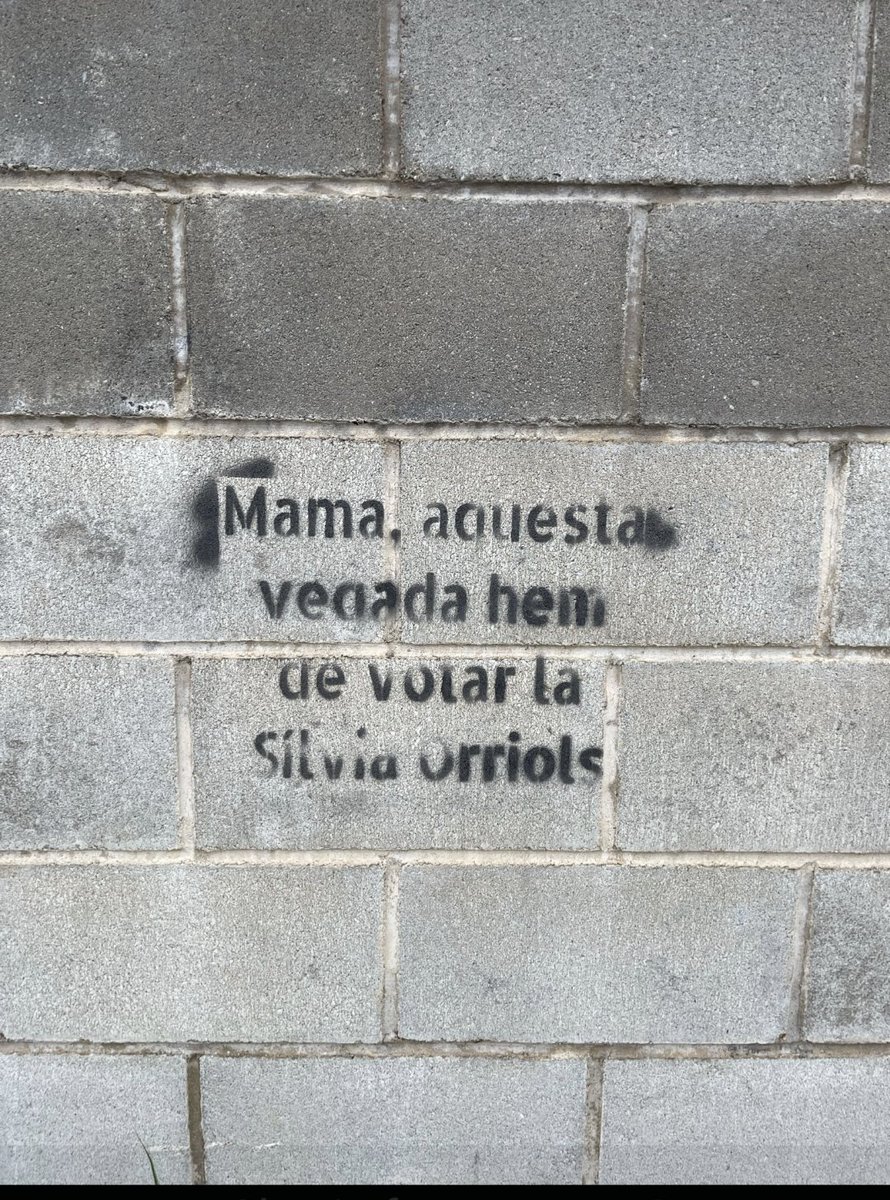 Mama, aquesta
vegada hem
de votar la
Sílvia Orriols